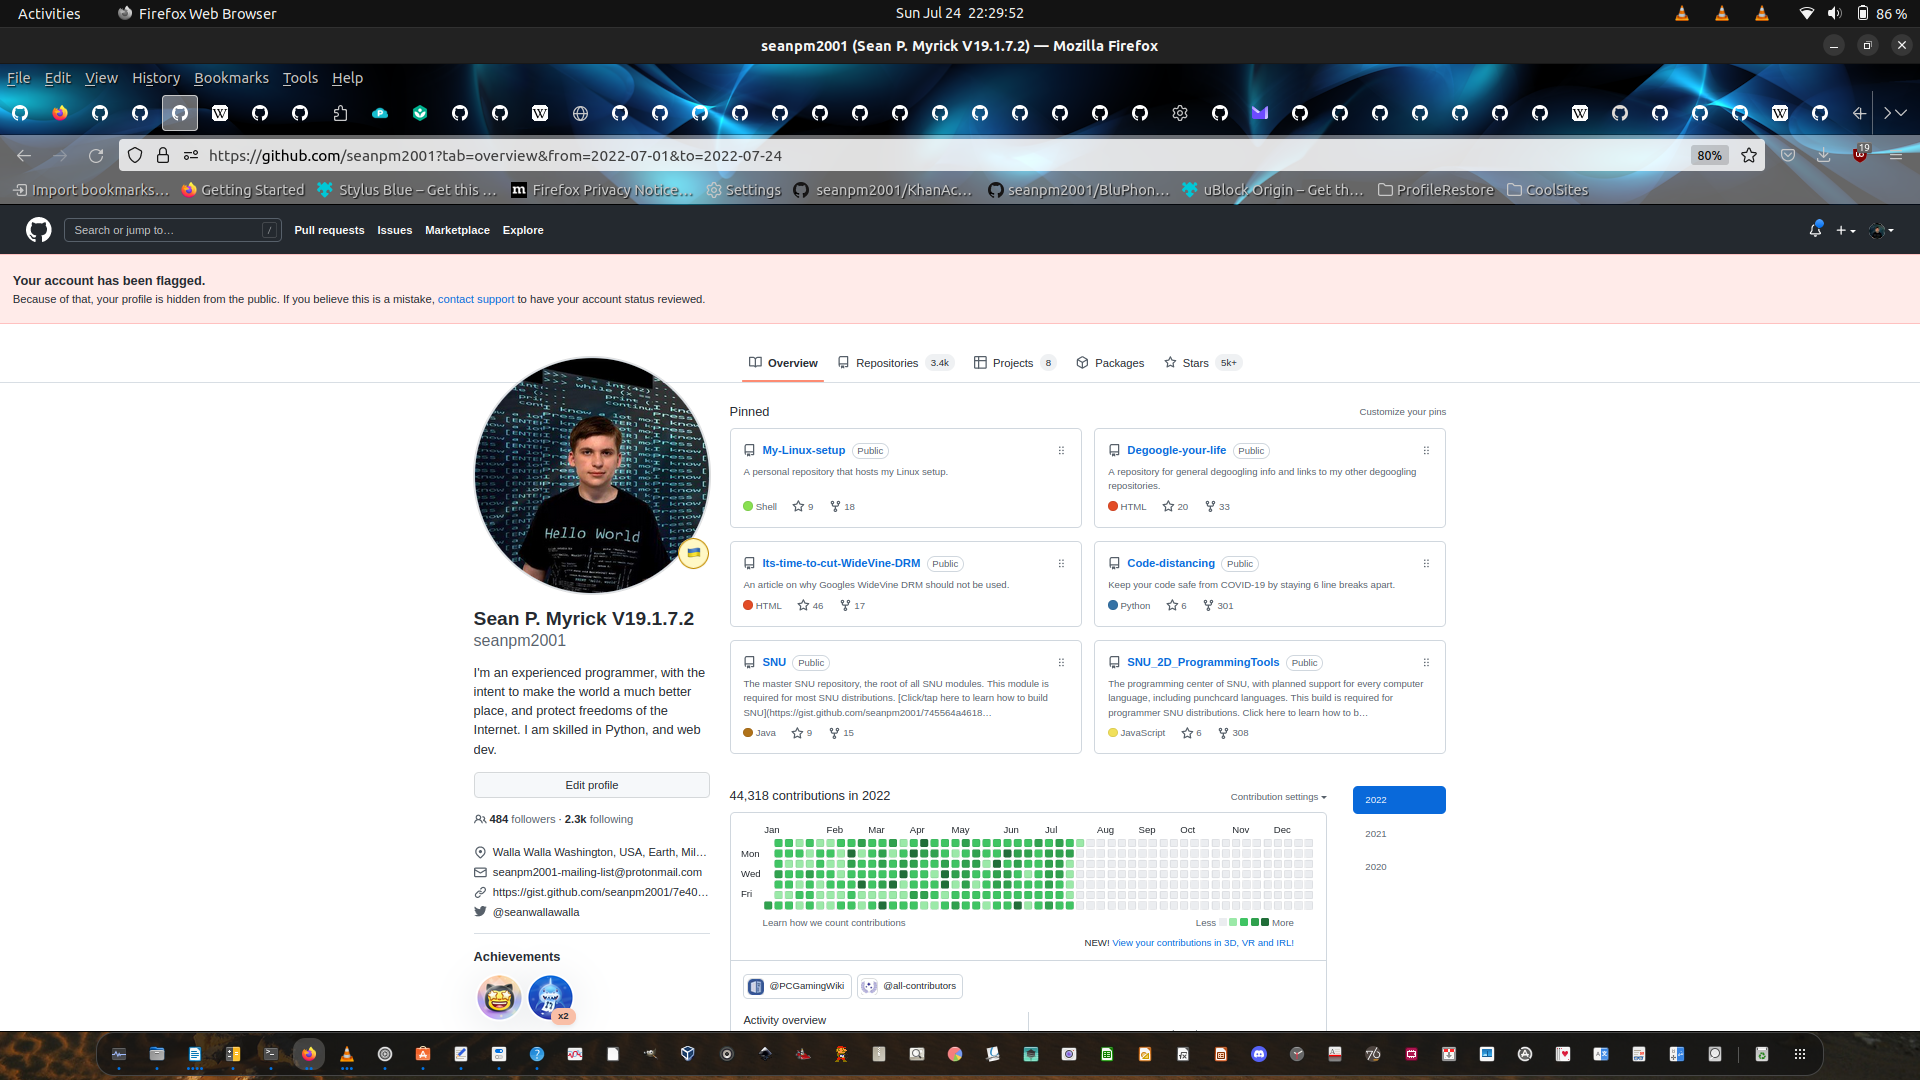 Activities
Firefox Web Browser
Sun Jul 24 22:29:52
86 %
seanpm2001 (Sean P. Myrick V19.1.7.2) — Mozilla Firefox
File Edit View History Bookmarks Tools Help
https://github.com/seanpm2001?tab=overview&from=2022-07-01&to=2022-07-24
80%
19
Import bookmarks…
Getting Started
Stylus Blue – Get this …
Firefox Privacy Notice…
Settings
seanpm2001/KhanAc…
seanpm2001/BluPhon…
uBlock Origin – Get th…
ProfileRestore
CoolSites
Search or jump to…
/
Pull requests Issues Marketplace Explore
Your account has been flagged.
Because of that, your profile is hidden from the public. If you believe this is a mistake, contact support to have your account status reviewed.
Overview
Repositories 3.4k
Projects 8
Packages
Stars 5k+
Hello World
Sean P. Myrick V19.1.7.2
seanpm2001
I'm an experienced programmer, with the
intent to make the world a much better
place, and protect freedoms of the
Internet. I am skilled in Python, and web
dev.
Edit profile
484 followers · 2.3k following
Walla Walla Washington, USA, Earth, Mil…
seanpm2001-mailing-list@protonmail.com
https://gist.github.com/seanpm2001/7e40…
@seanwallawalla
Achievements
x2
Pinned
Customize your pins
My-Linux-setup Public
A personal repository that hosts my Linux setup.
Shell 9 18
Degoogle-your-life Public
A repository for general degoogling info and links to my other degoogling
repositories.
HTML 20 33
Its-time-to-cut-WideVine-DRM Public
An article on why Googles WideVine DRM should not be used.
HTML 46 17
Code-distancing Public
Keep your code safe from COVID-19 by staying 6 line breaks apart.
Python 6 301
SNU Public
The master SNU repository, the root of all SNU modules. This module is
required for most SNU distributions. [Click/tap here to learn how to build
SNU](https://gist.github.com/seanpm2001/745564a4618…
Java 9 15
SNU_2D_ProgrammingTools Public
The programming center of SNU, with planned support for every computer
language, including punchcard languages. This build is required for
programmer SNU distributions. Click here to learn how to b…
JavaScript 6 308
44,318 contributions in 2022
Contribution settings
2022
2021
2020
Jan Feb Mar Apr May Jun Jul Aug Sep Oct Nov Dec
Mon
Wed
Fri
Learn how we count contributions
Less More
NEW! View your contributions in 3D, VR and IRL!
@PCGamingWiki
@all-contributors
Activity overview